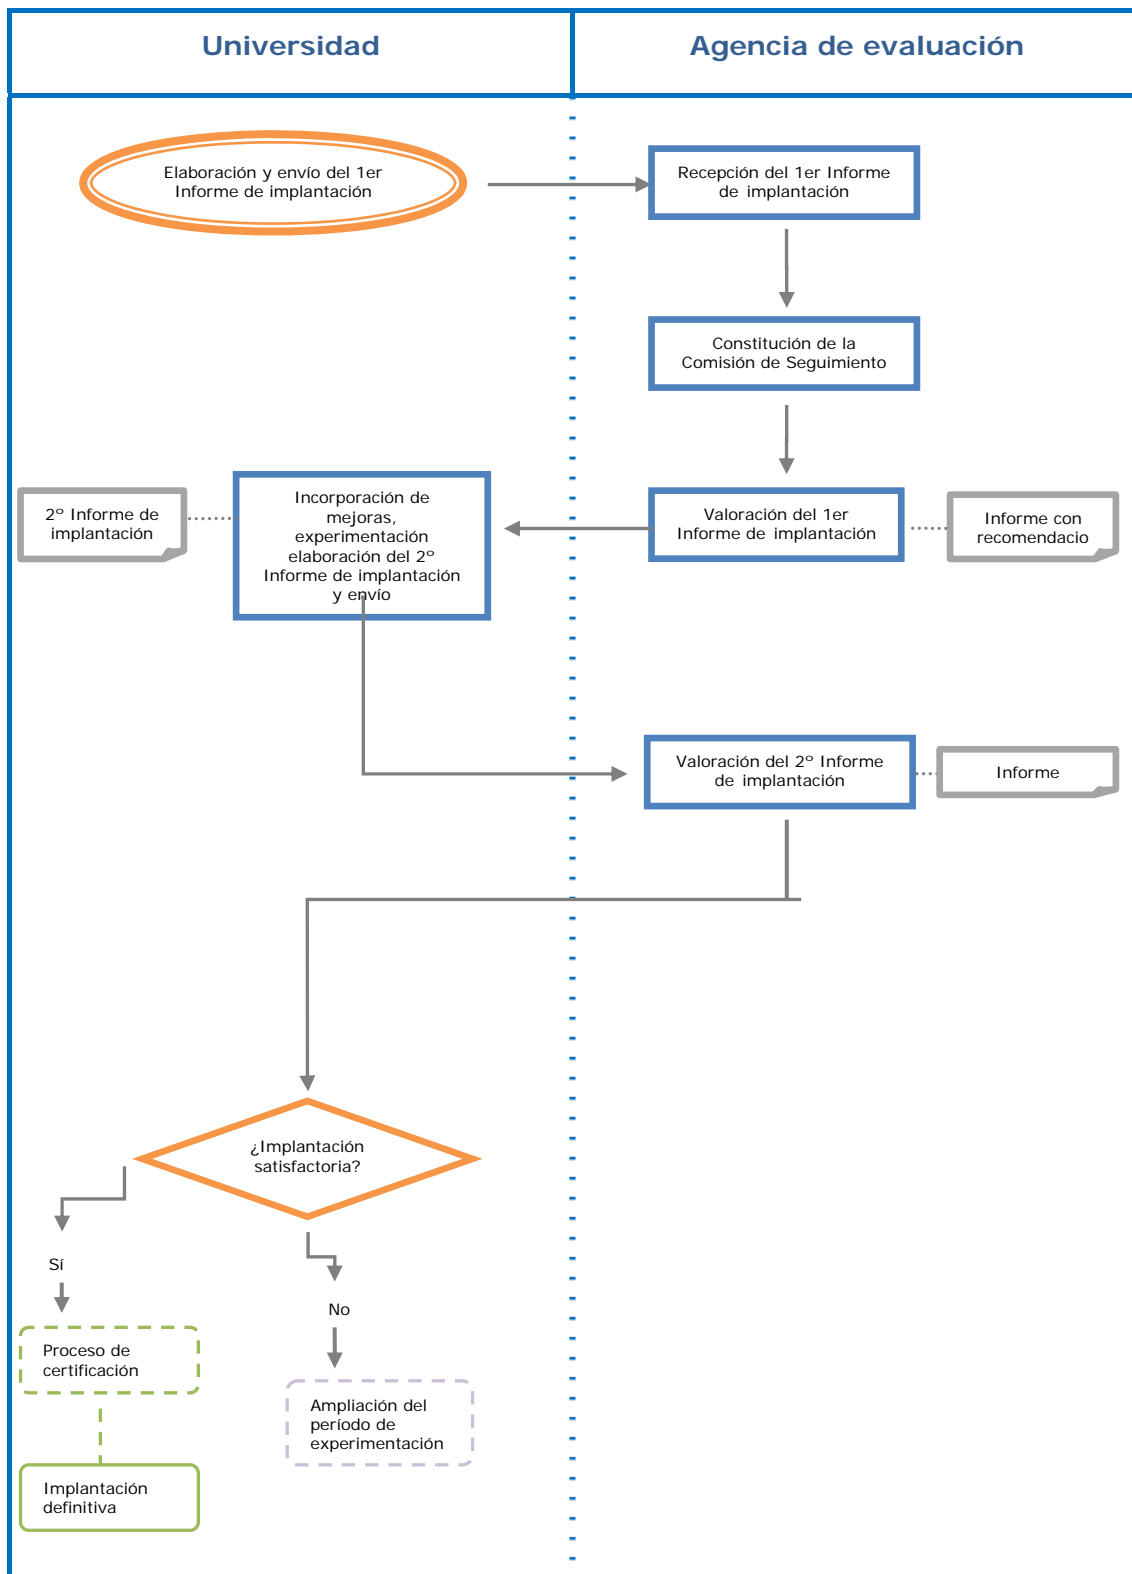 Universidad
Agencia de evaluación
Elaboración y envío del 1er
Informe de implantación
Recepción del 1er Informe
de implantación
Constitución de la
Comisión de Seguimiento
2º Informe de
implantación
Incorporación de
mejoras,
experimentación
elaboración del 2º
Informe de implantación
y envío
Valoración del 1er
Informe de implantación
Informe con
recomendacio
Valoración del 2º Informe
de implantación
Informe
¿Implantación
satisfactoria?
Sí
No
Proceso de
certificación
Ampliación del
período de
experimentación
Implantación
definitiva